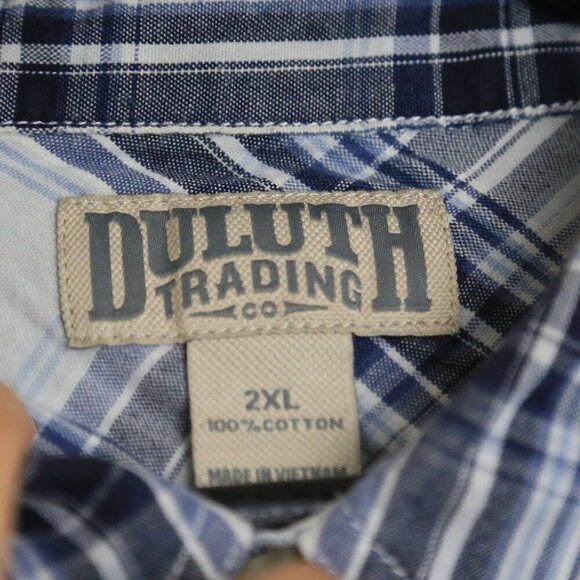 DULUTH
TRADING
CO
2XL
100% COTTON
MADE IN VIETNAM